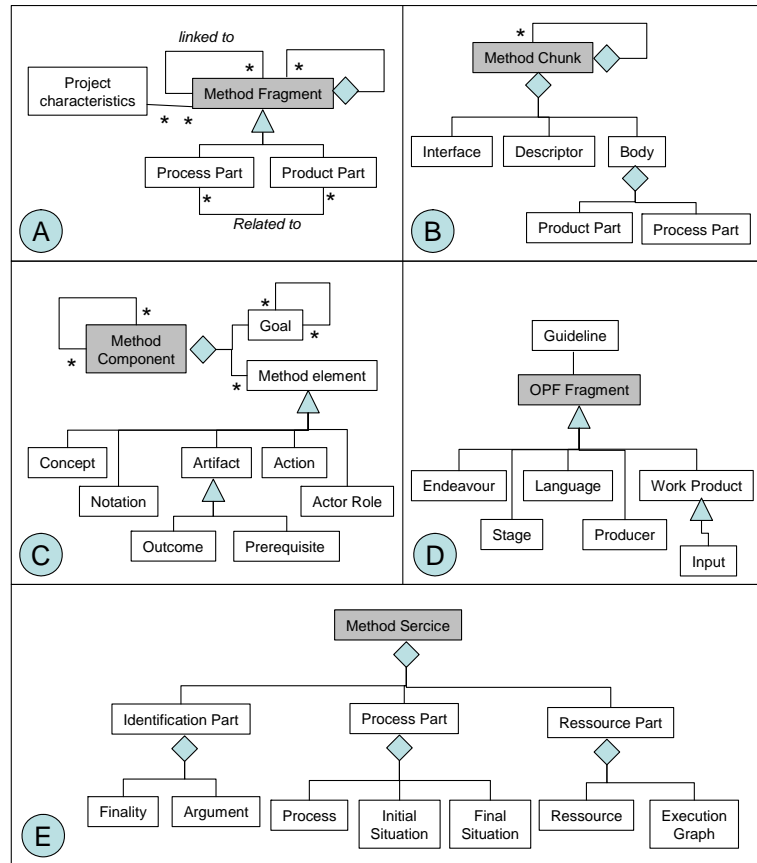 linked to
*
*
*
Project
characteristics
Method Fragment
* *
Process Part
Product Part
*
*
Related to
A
*
Method Chunk
Interface
Descriptor
Body
Product Part
Process Part
B
*
*
Method
Component
*
Goal
*
*
Method element
Concept
Artifact
Action
Notation
Actor Role
Outcome
Prerequisite
C
Guideline
OPF Fragment
Endeavour
Language
Work Product
Stage
Producer
Input
D
Method Sercice
Identification Part
Process Part
Ressource Part
Finality
Argument
Process
Initial
Situation
Final
Situation
Ressource
Execution
Graph
E